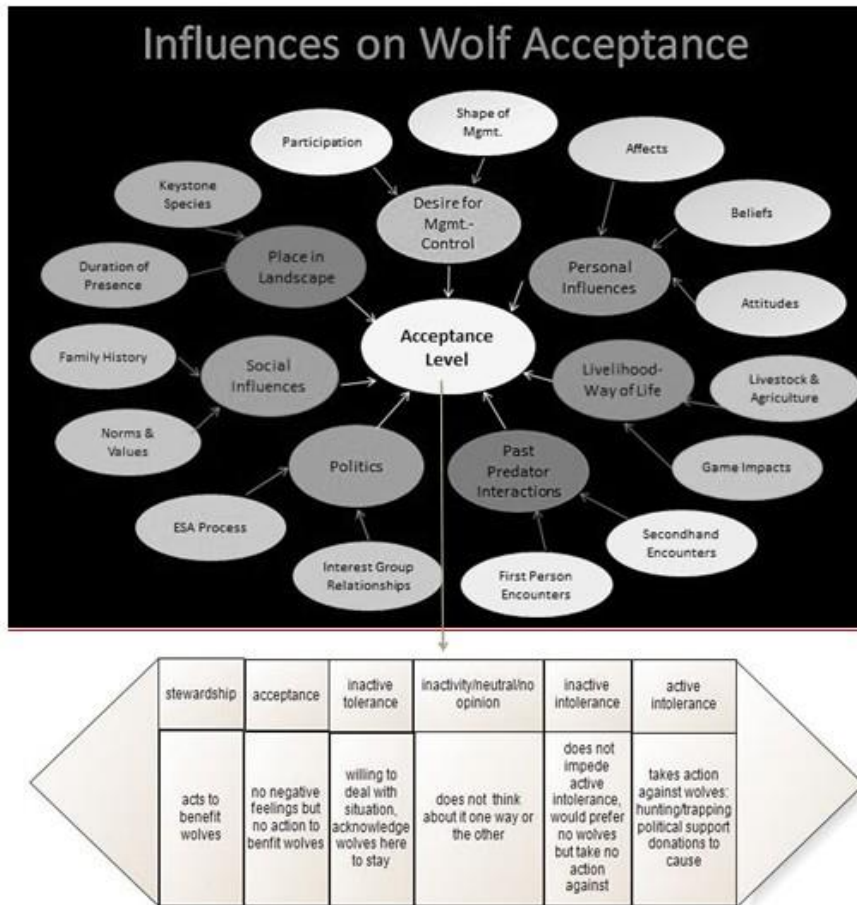 Influences on Wolf Acceptance
Shape of
Mgmt.
Participation
Affects
Keystone
Species
Desire for
Mgmt.-
Control
Beliefs
Place in
Landscape
Duration of
Presence
Personal
Influences
Attitudes
Acceptance
Level
Family History
Social
Influences
Livelihood-
Way of Life
Livestock &
Agriculture
Norms &
Values
Politics
Past
Predator
Interactions
Game Impacts
ESA Process
Secondhand
Encounters
Interest Group
Relationships
First Person
Encounters
stewardship
acceptance
inactive
tolerance
inactivity/neutral/no
opinion
inactive
intolerance
active
intolerance
acts to
benefit
wolves
no negative
feelings but
no action to
benfit wolves
willing to
deal with
situation,
acknowledge
wolves here
to stay
does not think
about it one way or
the other
does not
impede
active
intolerance,
would prefer
no wolves
but take no
action
against
takes action
against wolves:
hunting/trapping
political support
donations to
cause